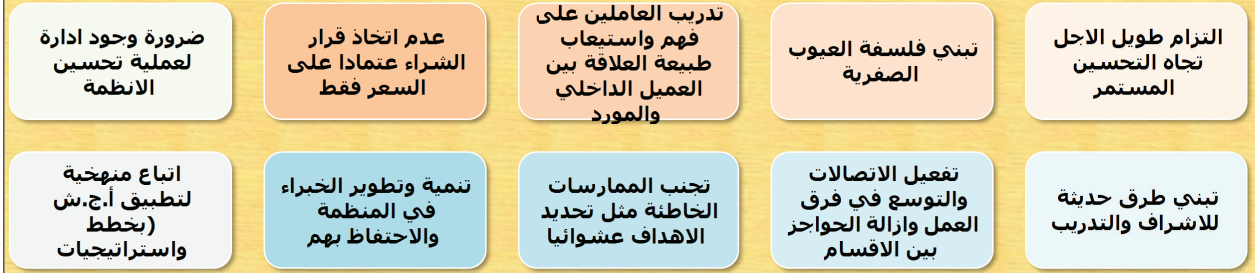 التزام طويل الاجل
تجاه التحسين
المستمر
تبني فلسفة العيوب
الصفرية
تدريب العاملين على
فهم واستيعاب
طبيعة العلاقة بين
العميل الداخلي
والمورد
عدم اتخاذ قرار
الشراء عتمادا على
السعر فقط
ضرورة وجود ادارة
لعملية تحسين
الانظمة
تبني طرق حديثة
للاشراف والتدريب
تفعيل الاتصالات
والتوسع في فرق
العمل وازالة الحواجز
بين الاقسام
تجنب الممارسات
الخاطئة مثل تحديد
الاهداف عشوائيا
تنمية وتطوير الخبراء
في المنظمة
والاحتفاظ بهم
اتباع منهخية
لتطبيق أ.ج.ش
(بخطط
واستراتيجيات